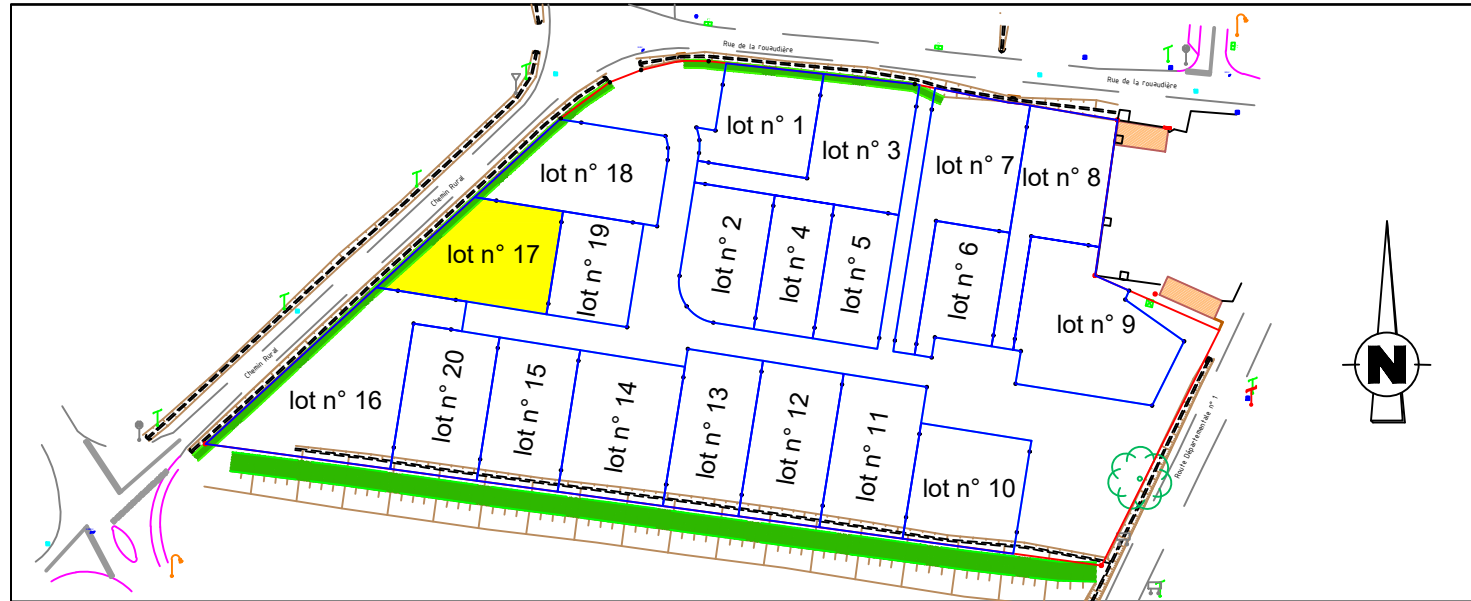 Rue de la rouaudière
Rue de la rouaudière
lot n° 1
lot n° 3
lot n° 7
lot n° 8
lot n° 18
Chemin Rural
lot n° 17
lot n° 19
lot n° 2
lot n° 4
lot n° 5
lot n° 6
lot n° 9
N
Chemin Rural
lot n° 16
lot n° 20
lot n° 15
lot n° 14
lot n° 13
lot n° 12
lot n° 11
lot n° 10
Route Départementale n° 1